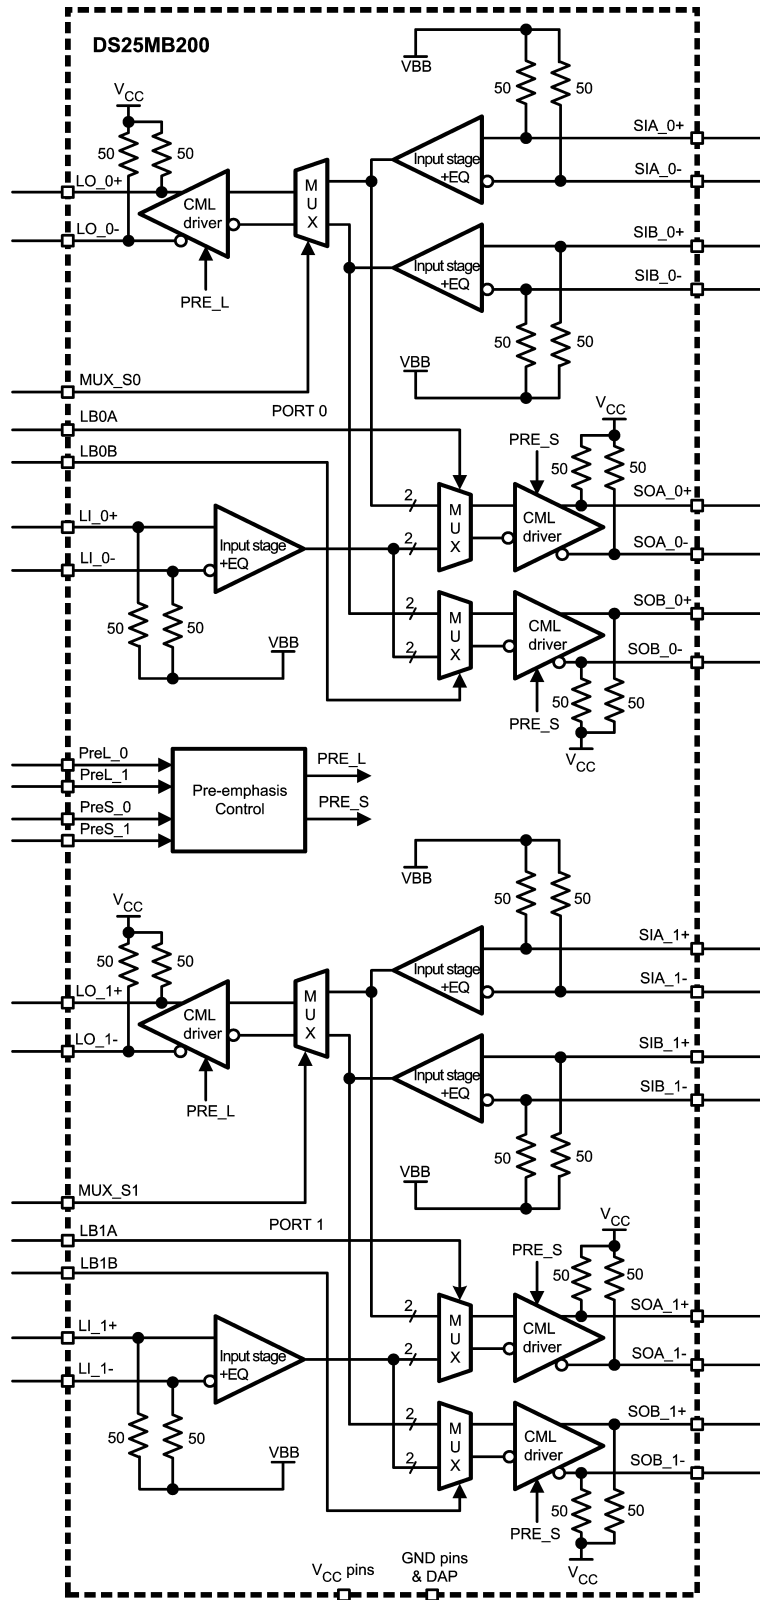 DS25MB200
VBB
50
50
VCC
50
50
SIA_0+
LO_0+
CML
driver
M
U
X
Input stage
+EQ
SIA_0-
LO_0-
SIB_0+
PRE_L
Input stage
+EQ
SIB_0-
50
50
VBB
MUX_S0
PORT 0
LB0A
VCC
PRE_S
LB0B
50
50
SOA_0+
2
M
U
X
CML
driver
LI_0+
Input stage
+EQ
2
SOA_0-
LI_0-
50
50
2
M
U
X
CML
driver
SOB_0+
VBB
2
SOB_0-
50
50
PRE_S
VCC
PreL_0
PreL_1
PreS_0
PreS_1
Pre-emphasis
Control
PRE_L
PRE_S
VBB
50
50
VCC
50
50
SIA_1+
LO_1+
CML
driver
M
U
X
Input stage
+EQ
SIA_1-
LO_1-
SIB_1+
PRE_L
Input stage
+EQ
SIB_1-
50
50
VBB
MUX_S1
PORT 1
LB1A
VCC
PRE_S
LB1B
50
50
SOA_1+
2
M
U
X
CML
driver
LI_1+
Input stage
+EQ
2
SOA_1-
LI_1-
50
50
2
M
U
X
CML
driver
SOB_1+
VBB
2
SOB_1-
50
50
PRE_S
VCC
VCC pins
GND pins
& DAP